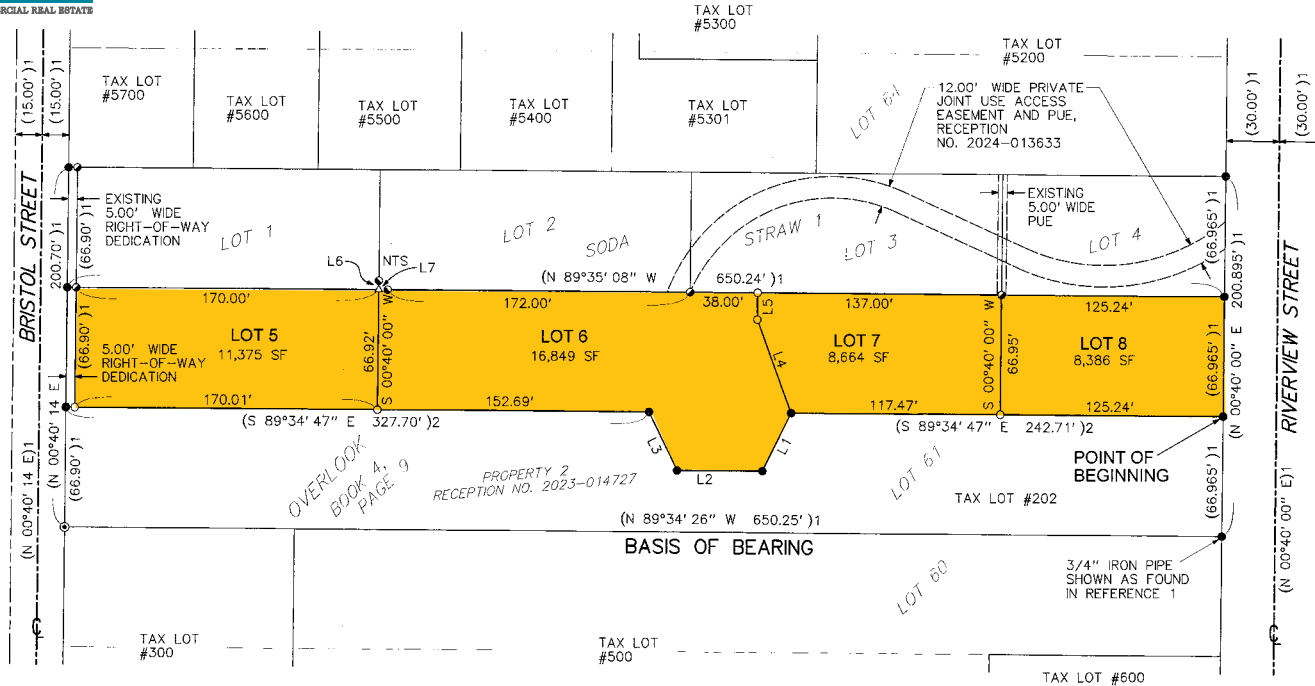 RCIAL REAL ESTATE
TAX LOT
#5300
TAX LOT
#5200
TAX LOT
#5700
TAX LOT
#5600
TAX LOT
#5500
TAX LOT
#5400
TAX LOT
#5301
LOT 64
12.00' WIDE PRIVATE
JOINT USE ACCESS
EASEMENT AND PUE,
RECEPTION
NO. 2024-013633
(15.00')1
(15.00')1
(30.00')1
(30.00')1
BRISTOL STREET
EXISTING
5.00' WIDE
RIGHT-OF-WAY
DEDICATION
LOT 1
LOT 2
SODA
STRAW 1
LOT 3
EXISTING
5.00' WIDE
PUE
LOT 4
200.70')1
(66.90')1
(66.965')1
200.895')1
RIVERVIEW STREET
L6
NTS
L7
(N 89°35'08" W
650.24')1
170.00'
172.00'
38.00'
137.00'
125.24'
LOT 5
11,375 SF
LOT 6
16,849 SF
LOT 7
8,664 SF
LOT 8
8,386 SF
(66.90')1
66.92'
S 00°40'00" W
L5
L4
S 00°40'00" W
66.95'
(66.965')1
5.00' WIDE
RIGHT-OF-WAY
DEDICATION
170.01'
152.69'
117.47'
125.24'
(S 89°34'47" E 327.70')2
(S 89°34'47" E 242.71')2
L3
L2
L1
(N 00°40'14 E)1
(N 00°40'14 E
(66.90')1
OVERLOOK
BOOK 4,
PAGE 9
PROPERTY 2
RECEPTION NO. 2023-014727
LOT 61
TAX LOT #202
POINT OF
BEGINNING
(N 00°40'00" E
(66.965')1
(N 00°40'00" E)1
(N 89°34'26" W 650.25')1
BASIS OF BEARING
LOT 60
3/4" IRON PIPE
SHOWN AS FOUND
IN REFERENCE 1
TAX LOT
#300
TAX LOT
#500
TAX LOT #600